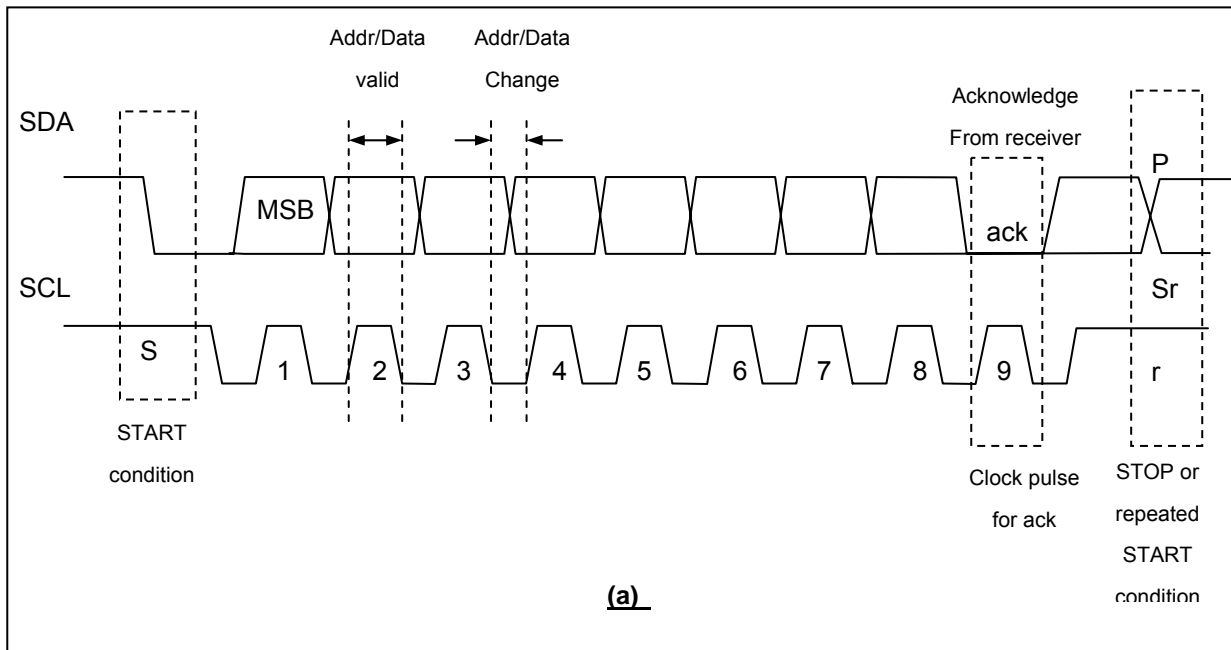 Addr/Data
valid
Addr/Data
Change
Acknowledge
From receiver
SDA
P
MSB
ack
SCL
Sr
S
1 2 3 4 5 6 7 8 9
r
START
condition
Clock pulse
for ack
STOP or
repeated
START
condition
(a)